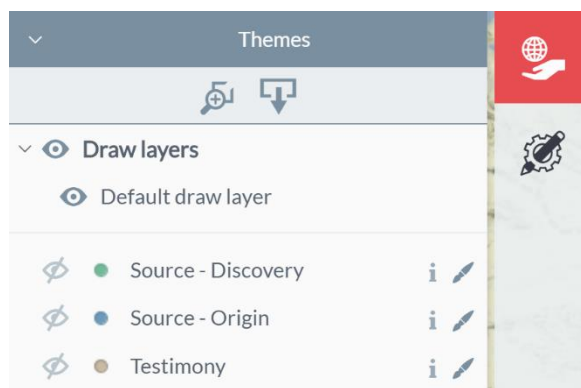 Themes
Draw layers
Default draw layer
Source - Discovery
Source - Origin
Testimony